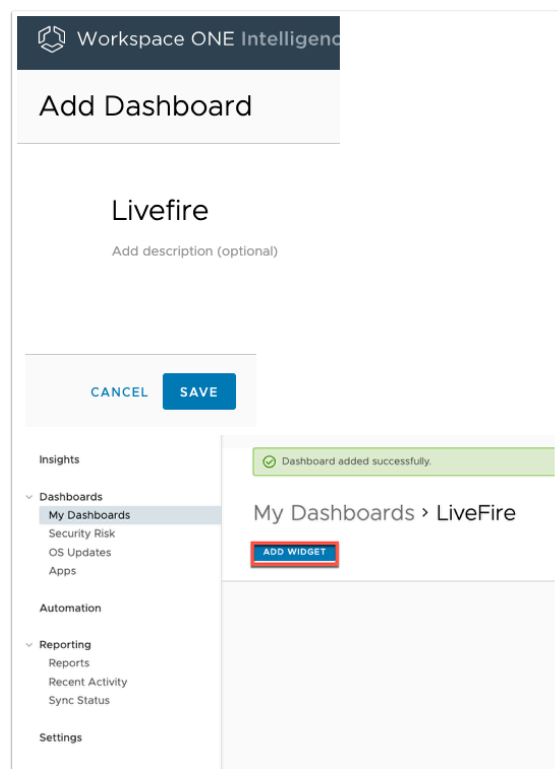 Workspace ONE Intelligenc
Add Dashboard
Livefire
Add description (optional)
CANCEL SAVE
Insights
Dashboards
My Dashboards
Security Risk
OS Updates
Apps
Automation
Reporting
Reports
Recent Activity
Sync Status
Settings
Dashboard added successfully.
My Dashboards > LiveFire
ADD WIDGET